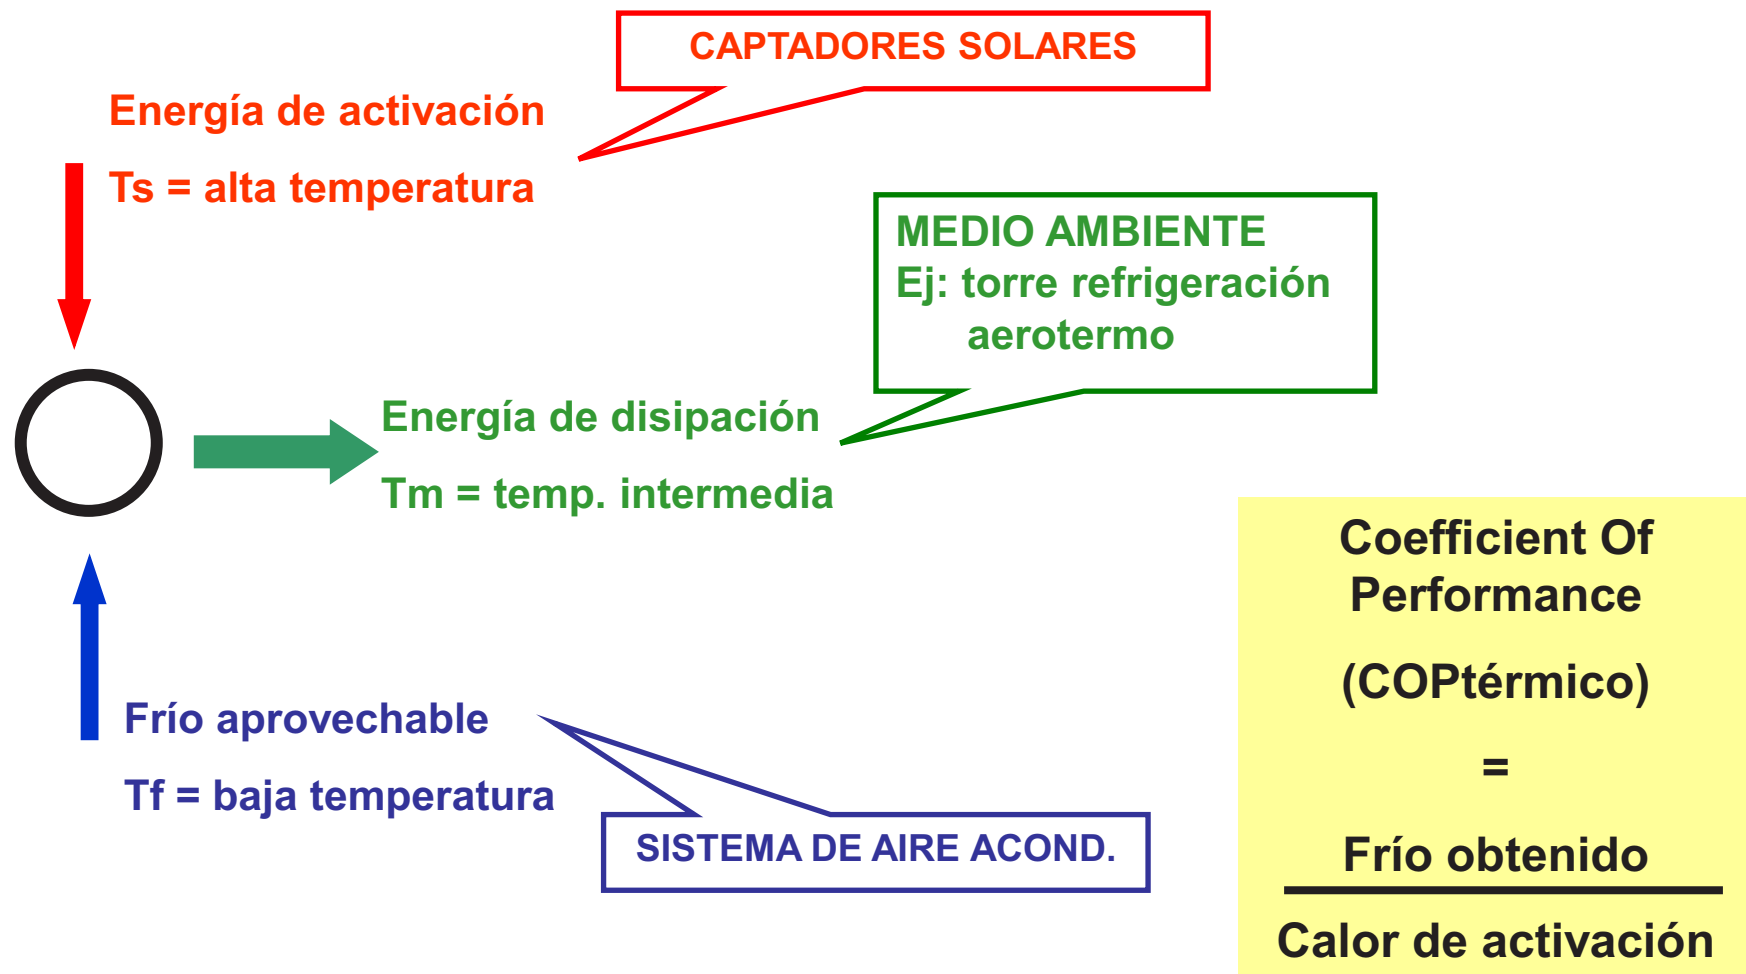 CAPTADORES SOLARES
Energía de activación
Ts = alta temperatura
MEDIO AMBIENTE
Ej: torre refrigeración
aerotermo
Energía de disipación
Tm = temp. intermedia
Coefficient Of
Performance
(COPtérmico)
=
Frío obtenido
Calor de activación
Frío aprovechable
Tf = baja temperatura
SISTEMA DE AIRE ACOND.